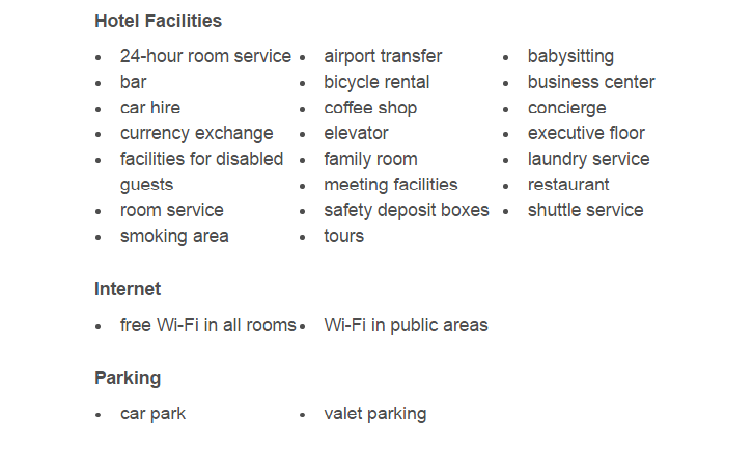 Hotel Facilities
24-hour room service airport transfer babysitting
bar bicycle rental business center
car hire coffee shop concierge
currency exchange elevator executive floor
facilities for disabled family room laundry service
guests meeting facilities restaurant
room service safety deposit boxes shuttle service
smoking area tours
Internet
free Wi-Fi in all rooms Wi-Fi in public areas
Parking
car park valet parking